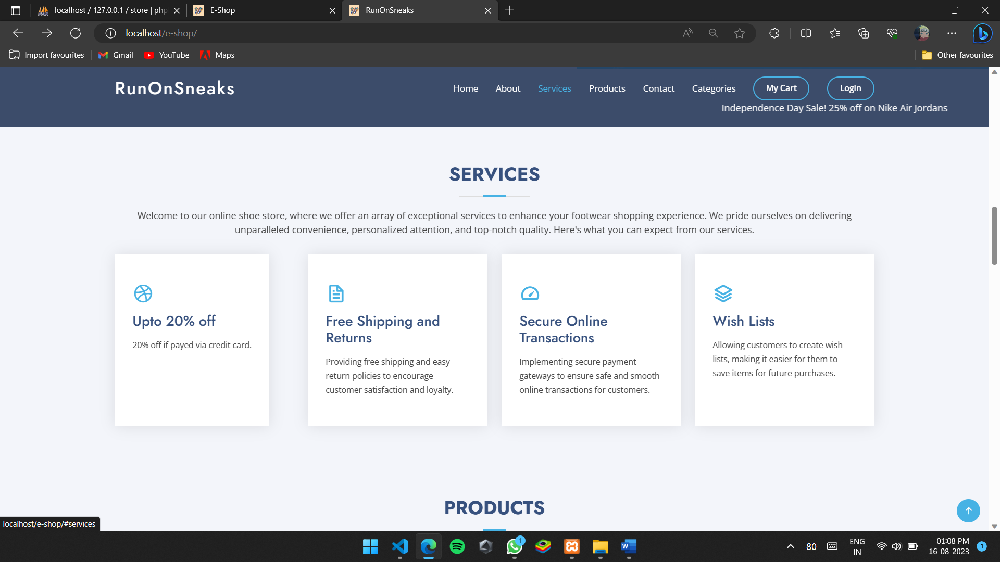 localhost / 127.0.0.1 / store | php
E-Shop
RunOnSneaks
localhost/e-shop/
Import favourites
Gmail
YouTube
Maps
Other favourites
RunOnSneaks
Home
About
Services
Products
Contact
Categories
My Cart
Login
Independence Day Sale! 25% off on Nike Air Jordans
SERVICES
Welcome to our online shoe store, where we offer an array of exceptional services to enhance your footwear shopping experience. We pride ourselves on delivering
unparalleled convenience, personalized attention, and top-notch quality. Here's what you can expect from our services.
Upto 20% off
20% off if payed via credit card.
Free Shipping and
Returns
Providing free shipping and easy
return policies to encourage
customer satisfaction and loyalty.
Secure Online
Transactions
Implementing secure payment
gateways to ensure safe and smooth
online transactions for customers.
Wish Lists
Allowing customers to create wish
lists, making it easier for them to
save items for future purchases.
PRODUCTS
localhost/e-shop/#services
1
80
ENG
IN
01:08 PM
16-08-2023
1